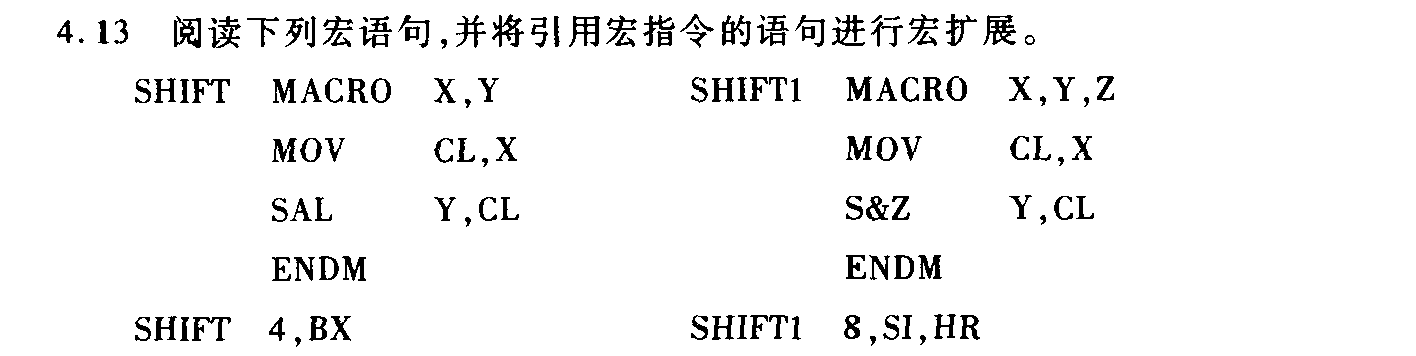 4.13 阅读下列宏语句,并将引用宏指令的语句进行宏扩展。
SHIFT MACRO X,Y SHIFT1 MACRO X,Y,Z
MOV CL,X MOV CL,X
SAL Y,CL S&Z Y,CL
ENDM ENDM
SHIFT 4,BX SHIFT1 8,SI,HR